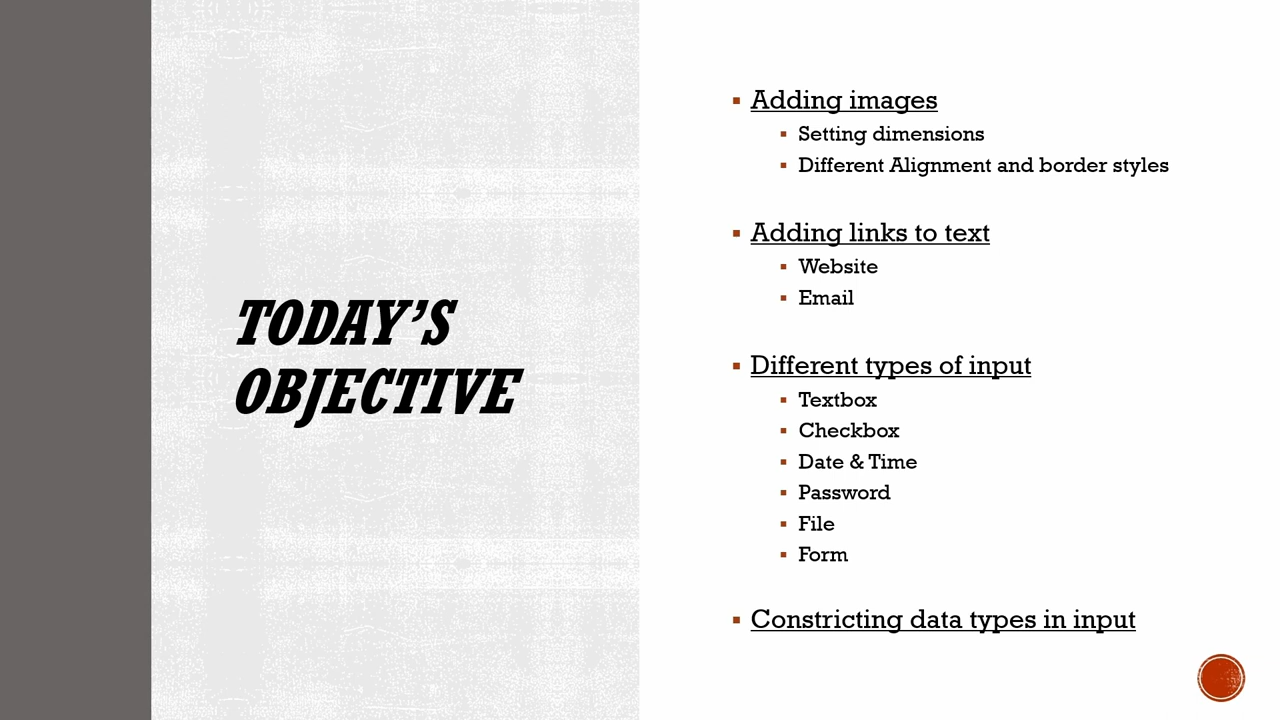 TODAY'S
OBJECTIVE
Adding images
Setting dimensions
Different Alignment and border styles
Adding links to text
Website
Email
Different types of input
Textbox
Checkbox
Date & Time
Password
File
Form
Constricting data types in input